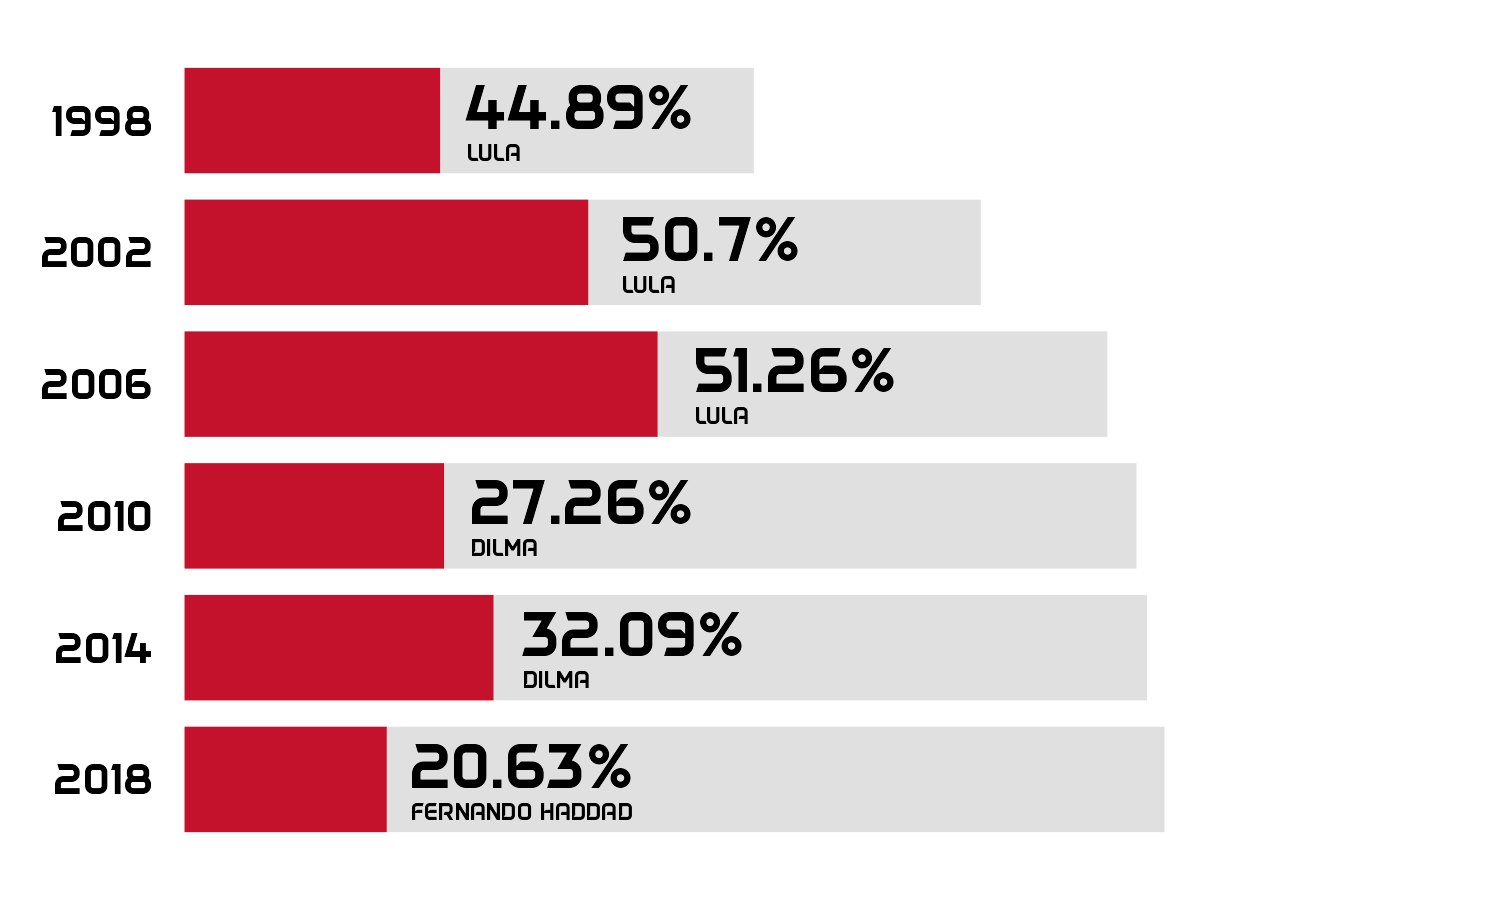 1998
44.89%
LULA
2002
50.7%
LULA
2006
51.26%
LULA
2010
27.26%
DILMA
2014
32.09%
DILMA
2018
20.63%
FERNANDO HADDAD